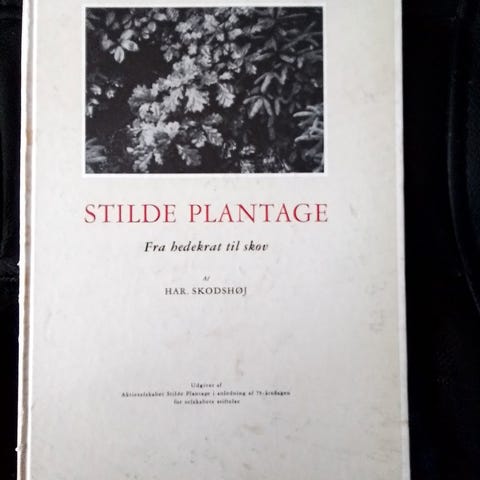 STILDE PLANTAGE
Fra hedekrat til skov
Af
HAR. SKODSHØJ
Udgivet af
Aktieselskabet Stilde Plantage i anledning af 75-årsdagen
for selskabets stiftelse